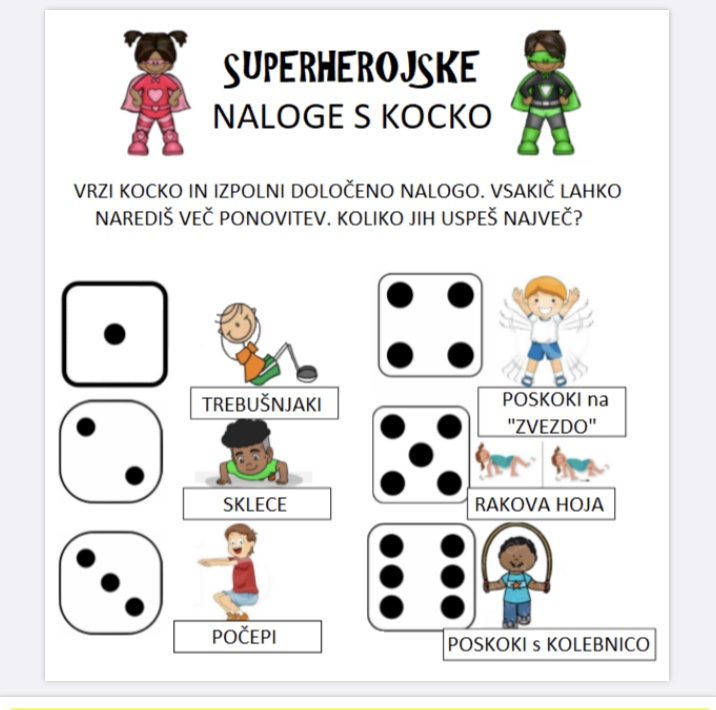 SUPERHEROJSKE
NALOGE S KOCKO
VRZI KOCKO IN IZPOLNI DOLOČENO NALOGO. VSAKIČ LAHKO
NAREDIŠ VEČ PONOVITEV. KOLIKO JIH USPEŠ NAJVEČ?
TREBUŠNJAKI
SKLECE
POČEPI
POSKOKI na
"ZVEZDO"
RAKOVA HOJA
POSKOKI s KOLEBNICO